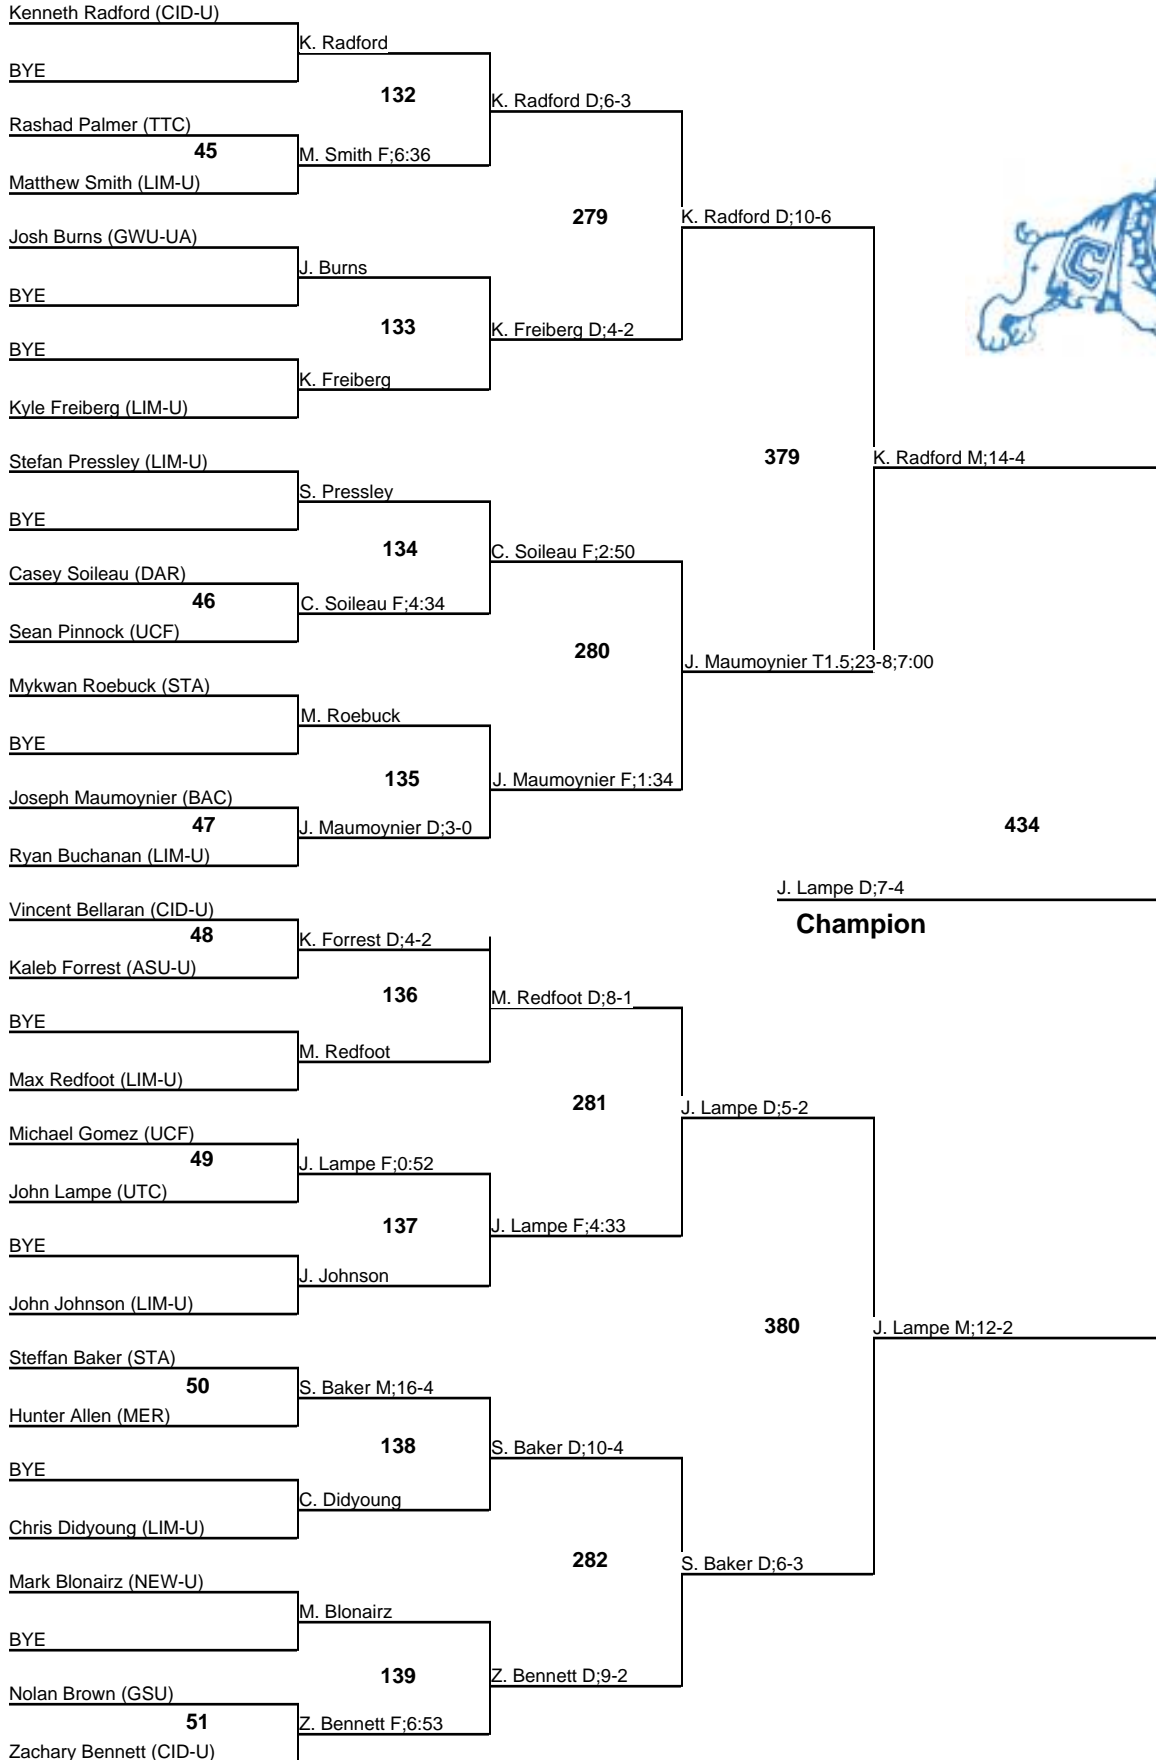 Kenneth Radford (CID-U)
K. Radford
BYE
132
K. Radford D;6-3
Rashad Palmer (TTC)
45
M. Smith F;6:36
Matthew Smith (LIM-U)
279
K. Radford D;10-6
Josh Burns (GWU-UA)
J. Burns
BYE
133
K. Freiberg D;4-2
BYE
K. Freiberg
Kyle Freiberg (LIM-U)
379
K. Radford M;14-4
Stefan Pressley (LIM-U)
S. Pressley
BYE
134
C. Soileau F;2:50
Casey Soileau (DAR)
46
C. Soileau F;4:34
Sean Pinnock (UCF)
280
J. Maumoynier T1.5;23-8;7:00
Mykwan Roebuck (STA)
M. Roebuck
BYE
135
J. Maumoynier F;1:34
Joseph Maumoynier (BAC)
47
J. Maumoynier D;3-0
Ryan Buchanan (LIM-U)
434
J. Lampe D;7-4
Champion
Vincent Bellaran (CID-U)
48
K. Forrest D;4-2
Kaleb Forrest (ASU-U)
136
M. Redfoot D;8-1
BYE
M. Redfoot
Max Redfoot (LIM-U)
281
J. Lampe D;5-2
Michael Gomez (UCF)
49
J. Lampe F;0:52
John Lampe (UTC)
137
J. Lampe F;4:33
BYE
J. Johnson
John Johnson (LIM-U)
380
J. Lampe M;12-2
Steffan Baker (STA)
50
S. Baker M;16-4
Hunter Allen (MER)
138
S. Baker D;10-4
BYE
C. Didyoung
Chris Didyoung (LIM-U)
282
S. Baker D;6-3
Mark Blonairz (NEW-U)
M. Blonairz
BYE
139
Z. Bennett D;9-2
Nolan Brown (GSU)
51
Z. Bennett F;6:53
Zachary Bennett (CID-U)
C